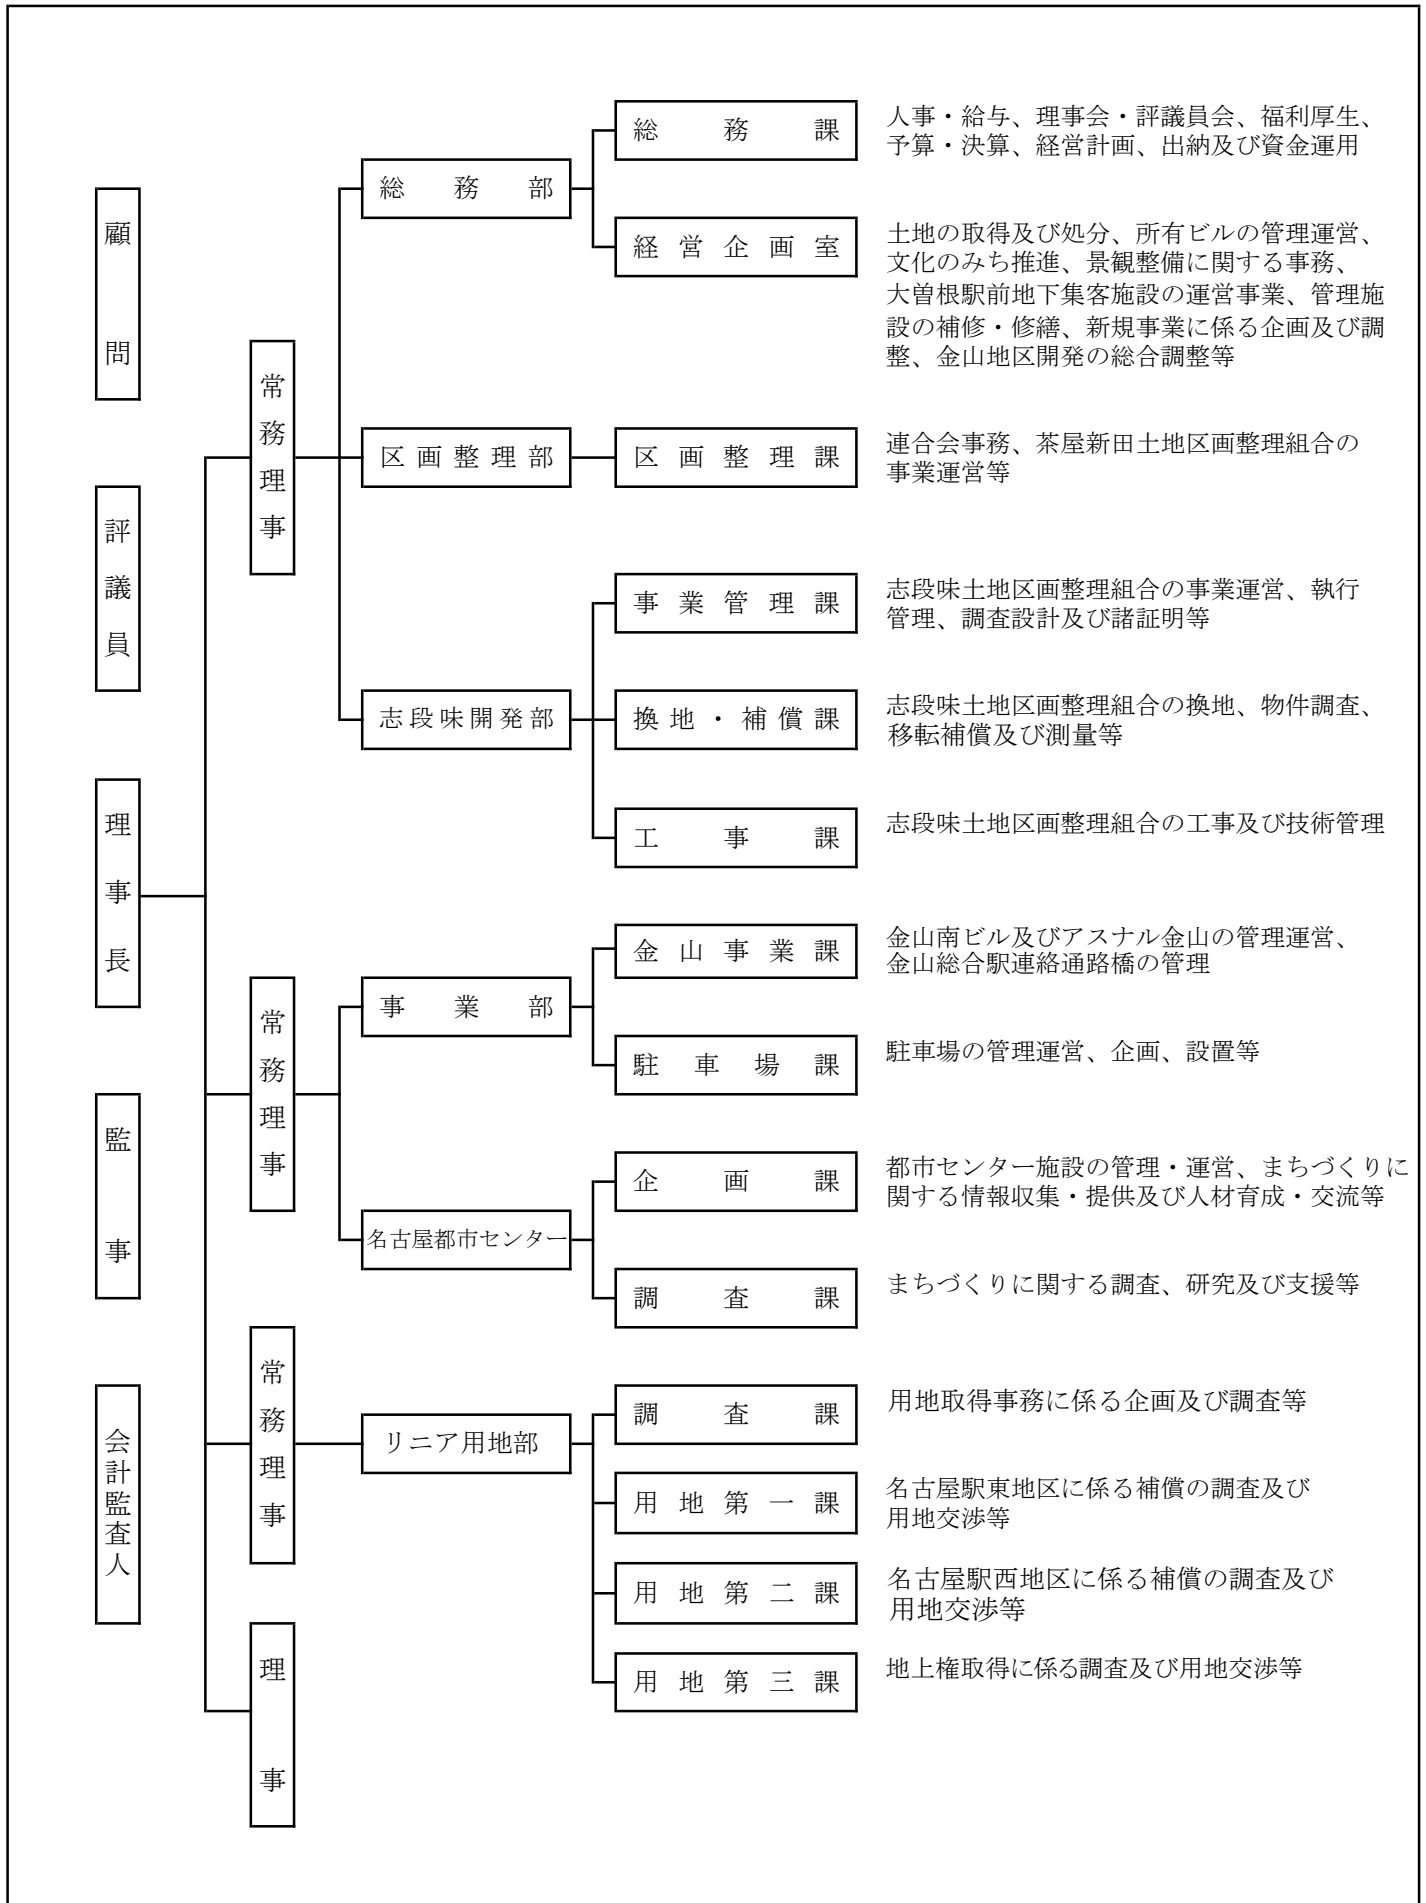 顧問
評議員
理事長
監事
会計監査人
常務理事
総務部
総務課
人事・給与、理事会・評議員会、福利厚生、
予算・決算、経営計画、出納及び資金運用
経営企画室
土地の取得及び処分、所有ビルの管理運営、
文化のみち推進、景観整備に関する事務、
大曽根駅前地下集客施設の運営事業、管理施
設の補修・修繕、新規事業に係る企画及び調
整、金山地区開発の総合調整等
区画整理部
区画整理課
連合会事務、茶屋新田土地区画整理組合の
事業運営等
志段味開発部
事業管理課
志段味土地区画整理組合の事業運営、執行
管理、調査設計及び諸証明等
換地・補償課
志段味土地区画整理組合の換地、物件調査、
移転補償及び測量等
工事課
志段味土地区画整理組合の工事及び技術管理
常務理事
事業部
金山事業課
金山南ビル及びアスナル金山の管理運営、
金山総合駅連絡通路橋の管理
駐車場課
駐車場の管理運営、企画、設置等
名古屋都市センター
企画課
都市センター施設の管理・運営、まちづくりに
関する情報収集・提供及び人材育成・交流等
調査課
まちづくりに関する調査、研究及び支援等
常務理事
リニア用地部
調査課
用地取得事務に係る企画及び調査等
用地第一課
名古屋駅東地区に係る補償の調査及び
用地交渉等
用地第二課
名古屋駅西地区に係る補償の調査及び
用地交渉等
用地第三課
地上権取得に係る調査及び用地交渉等
理事